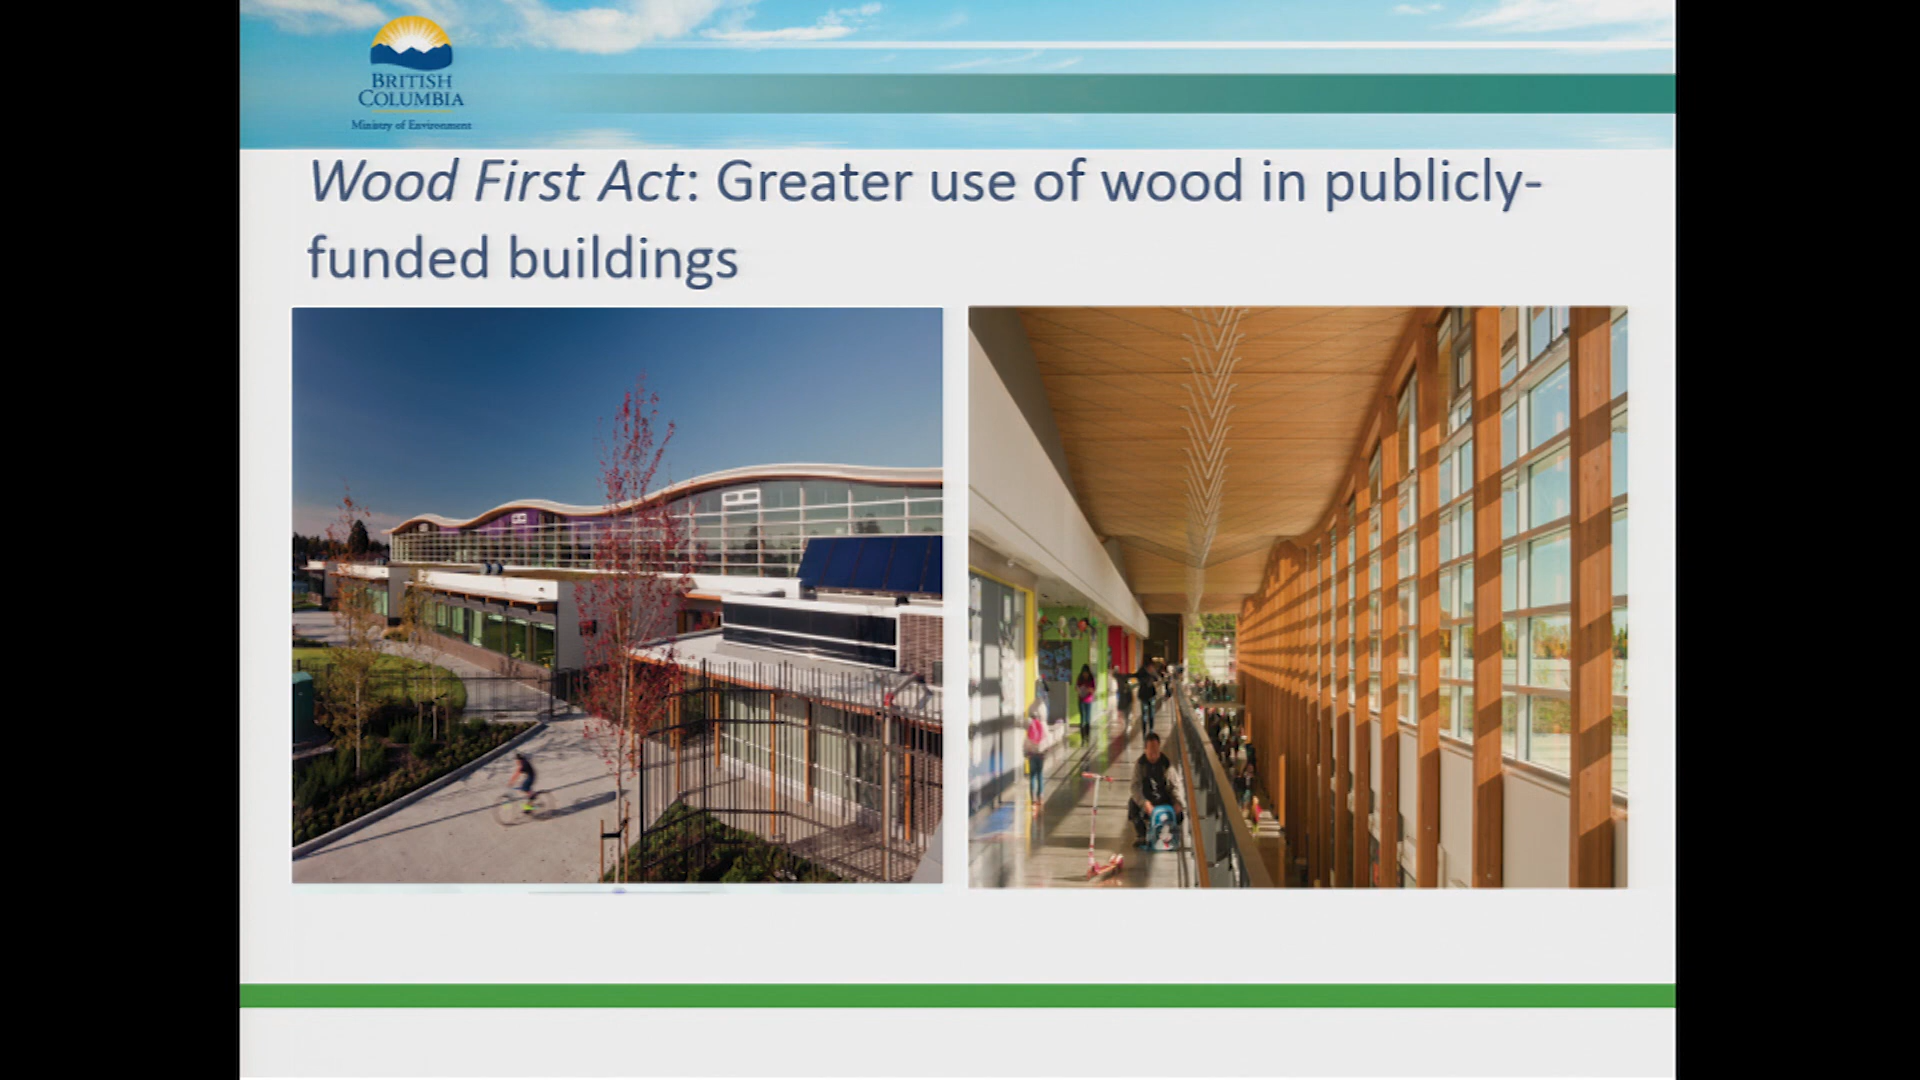 BRITISH
COLUMBIA
Ministry of Environment
Wood First Act: Greater use of wood in publicly-
funded buildings